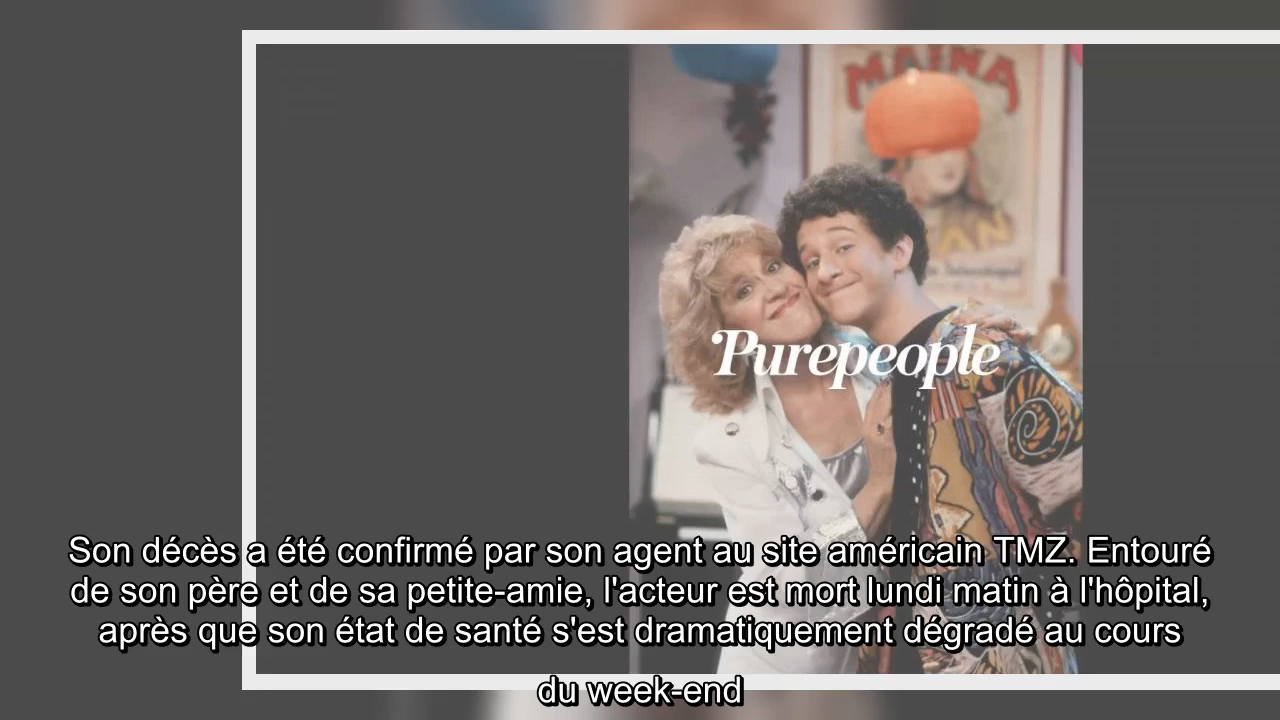 MAINA
AN
Purepeople
Son décès a été confirmé par son agent au site américain TMZ. Entouré
de son père et de sa petite-amie, l'acteur est mort lundi matin à l'hôpital,
après que son état de santé s'est dramatiquement dégradé au cours
du week-end